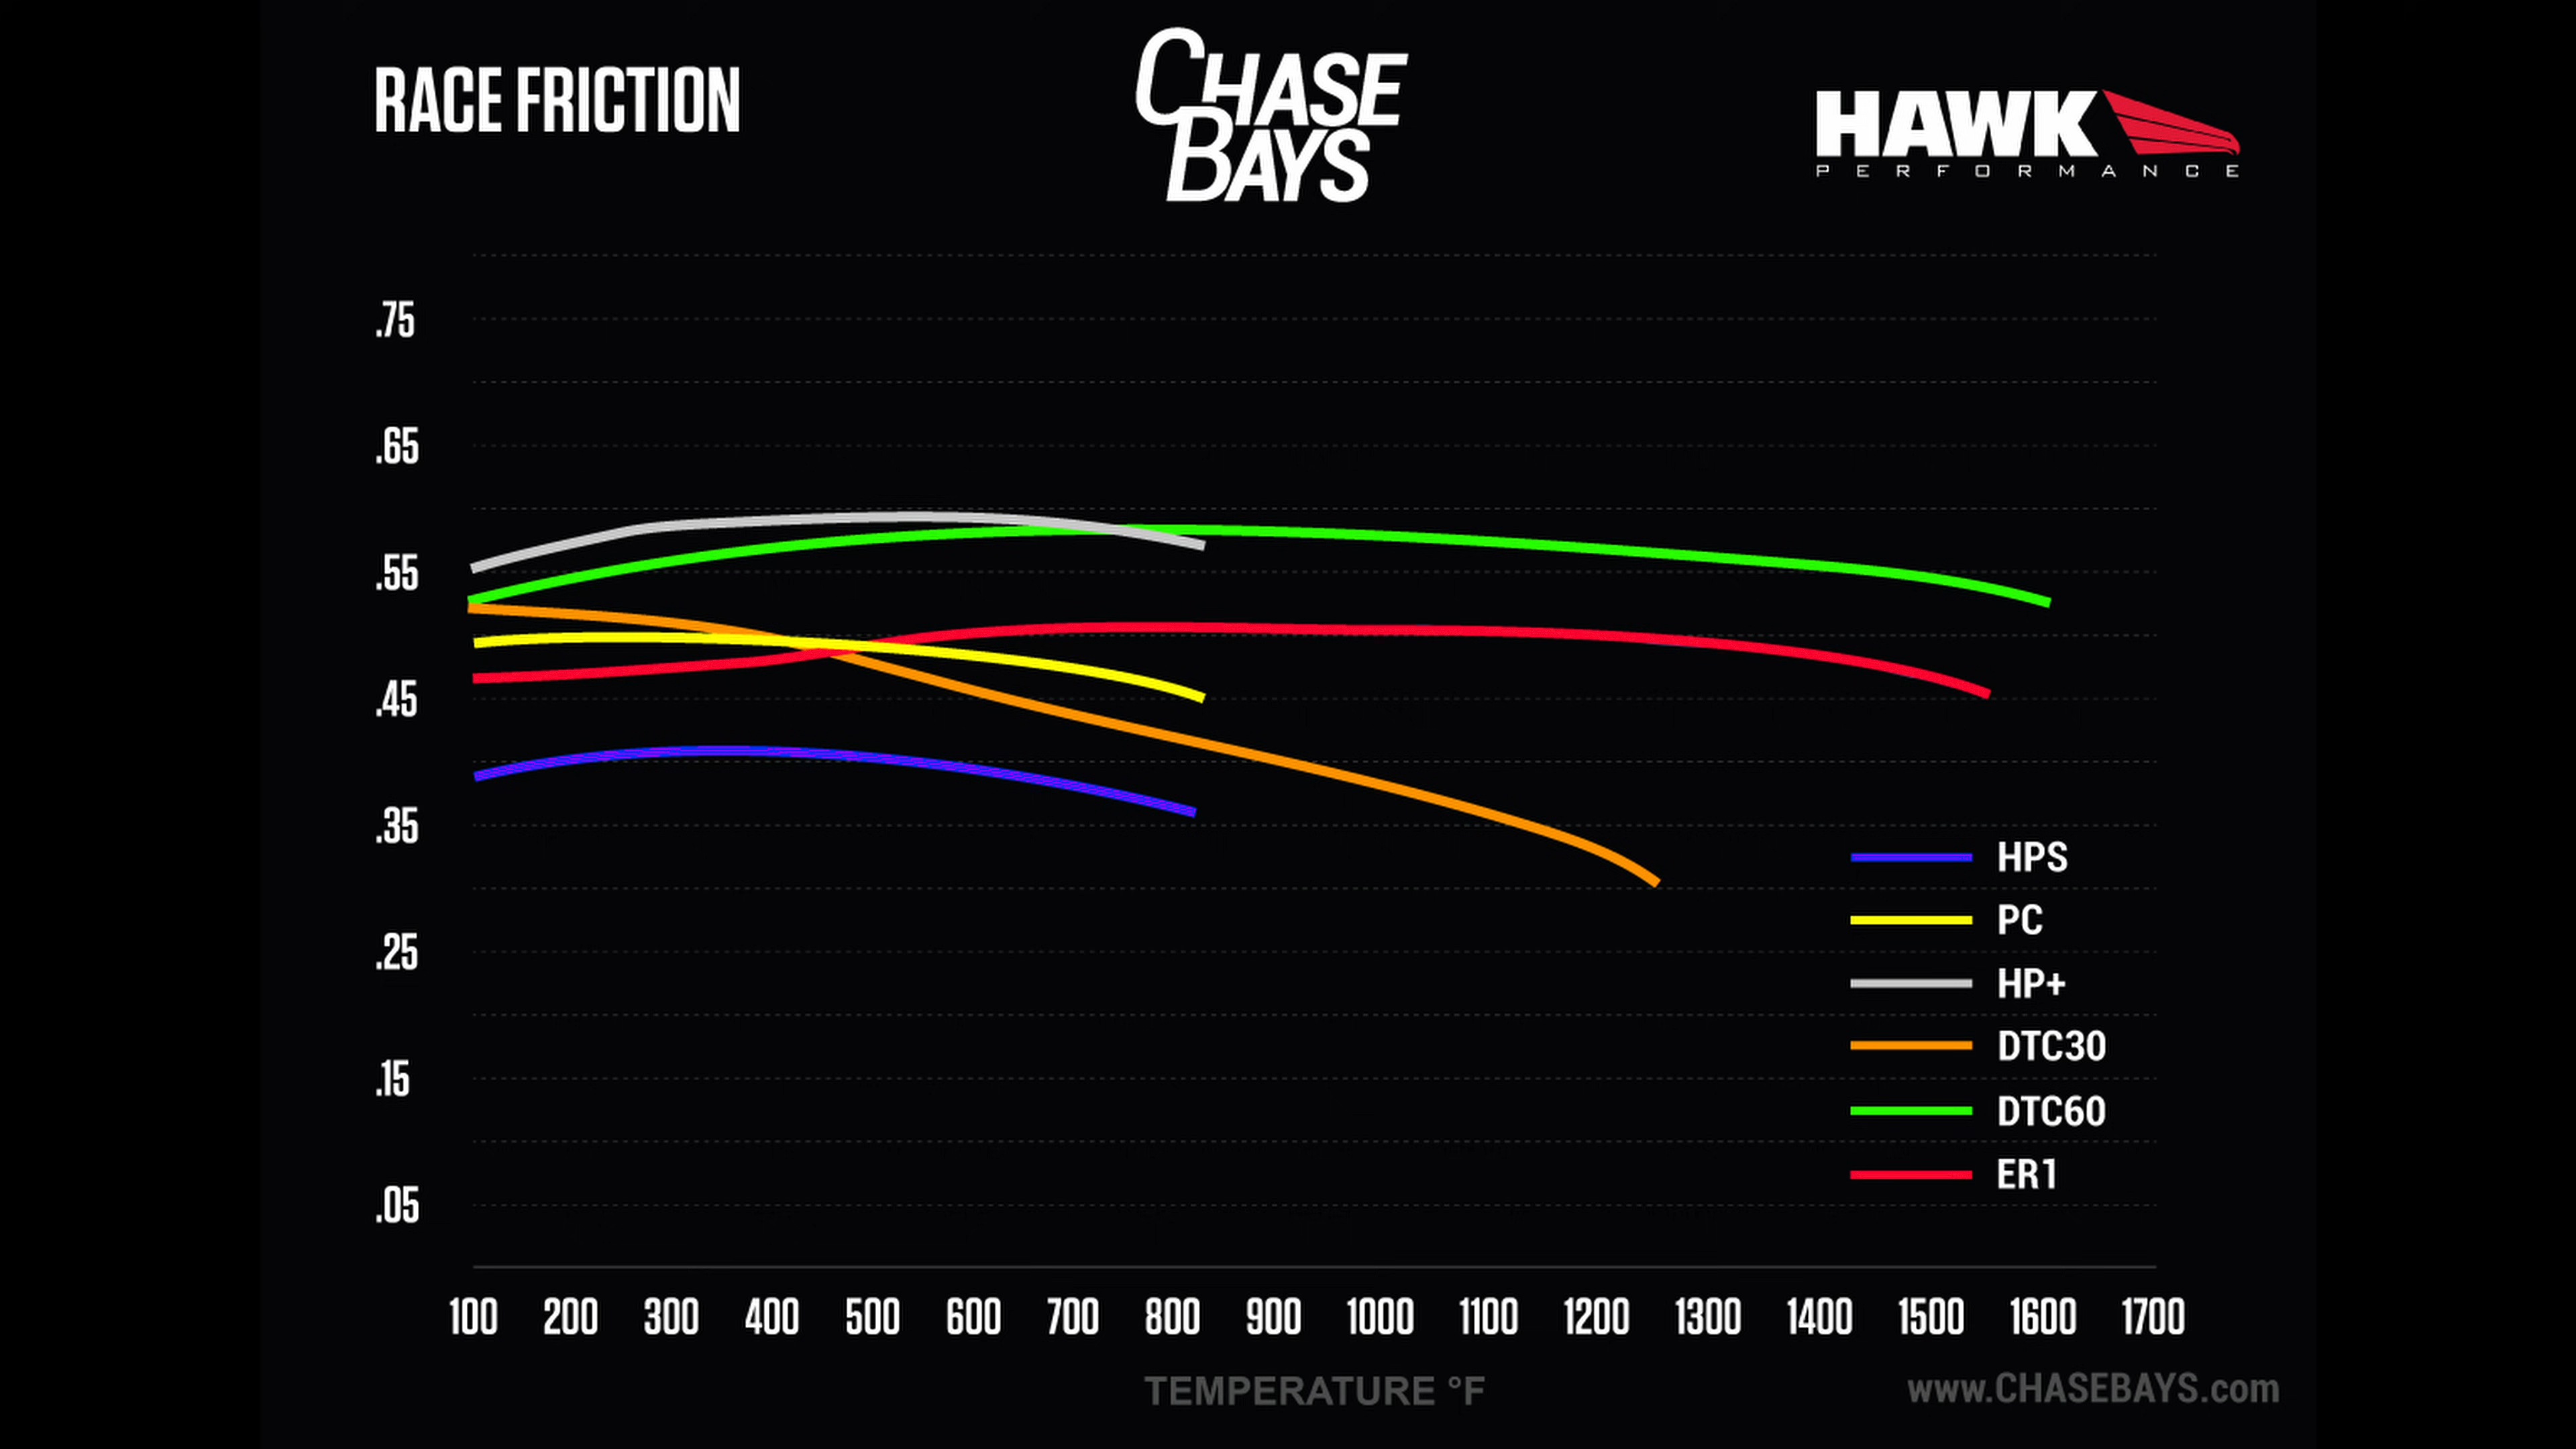 RACE FRICTION
CHASE
BAYS
HAWK
PERFORMANCE
.75
.65
.55
.45
.35
.25
.15
.05
HPS
PC
HP+
DTC30
DTC60
ER1
100 200 300 400 500 600 700 800 900 1000 1100 1200 1300 1400 1500 1600 1700
TEMPERATURE °F
www.CHASEBAYS.com